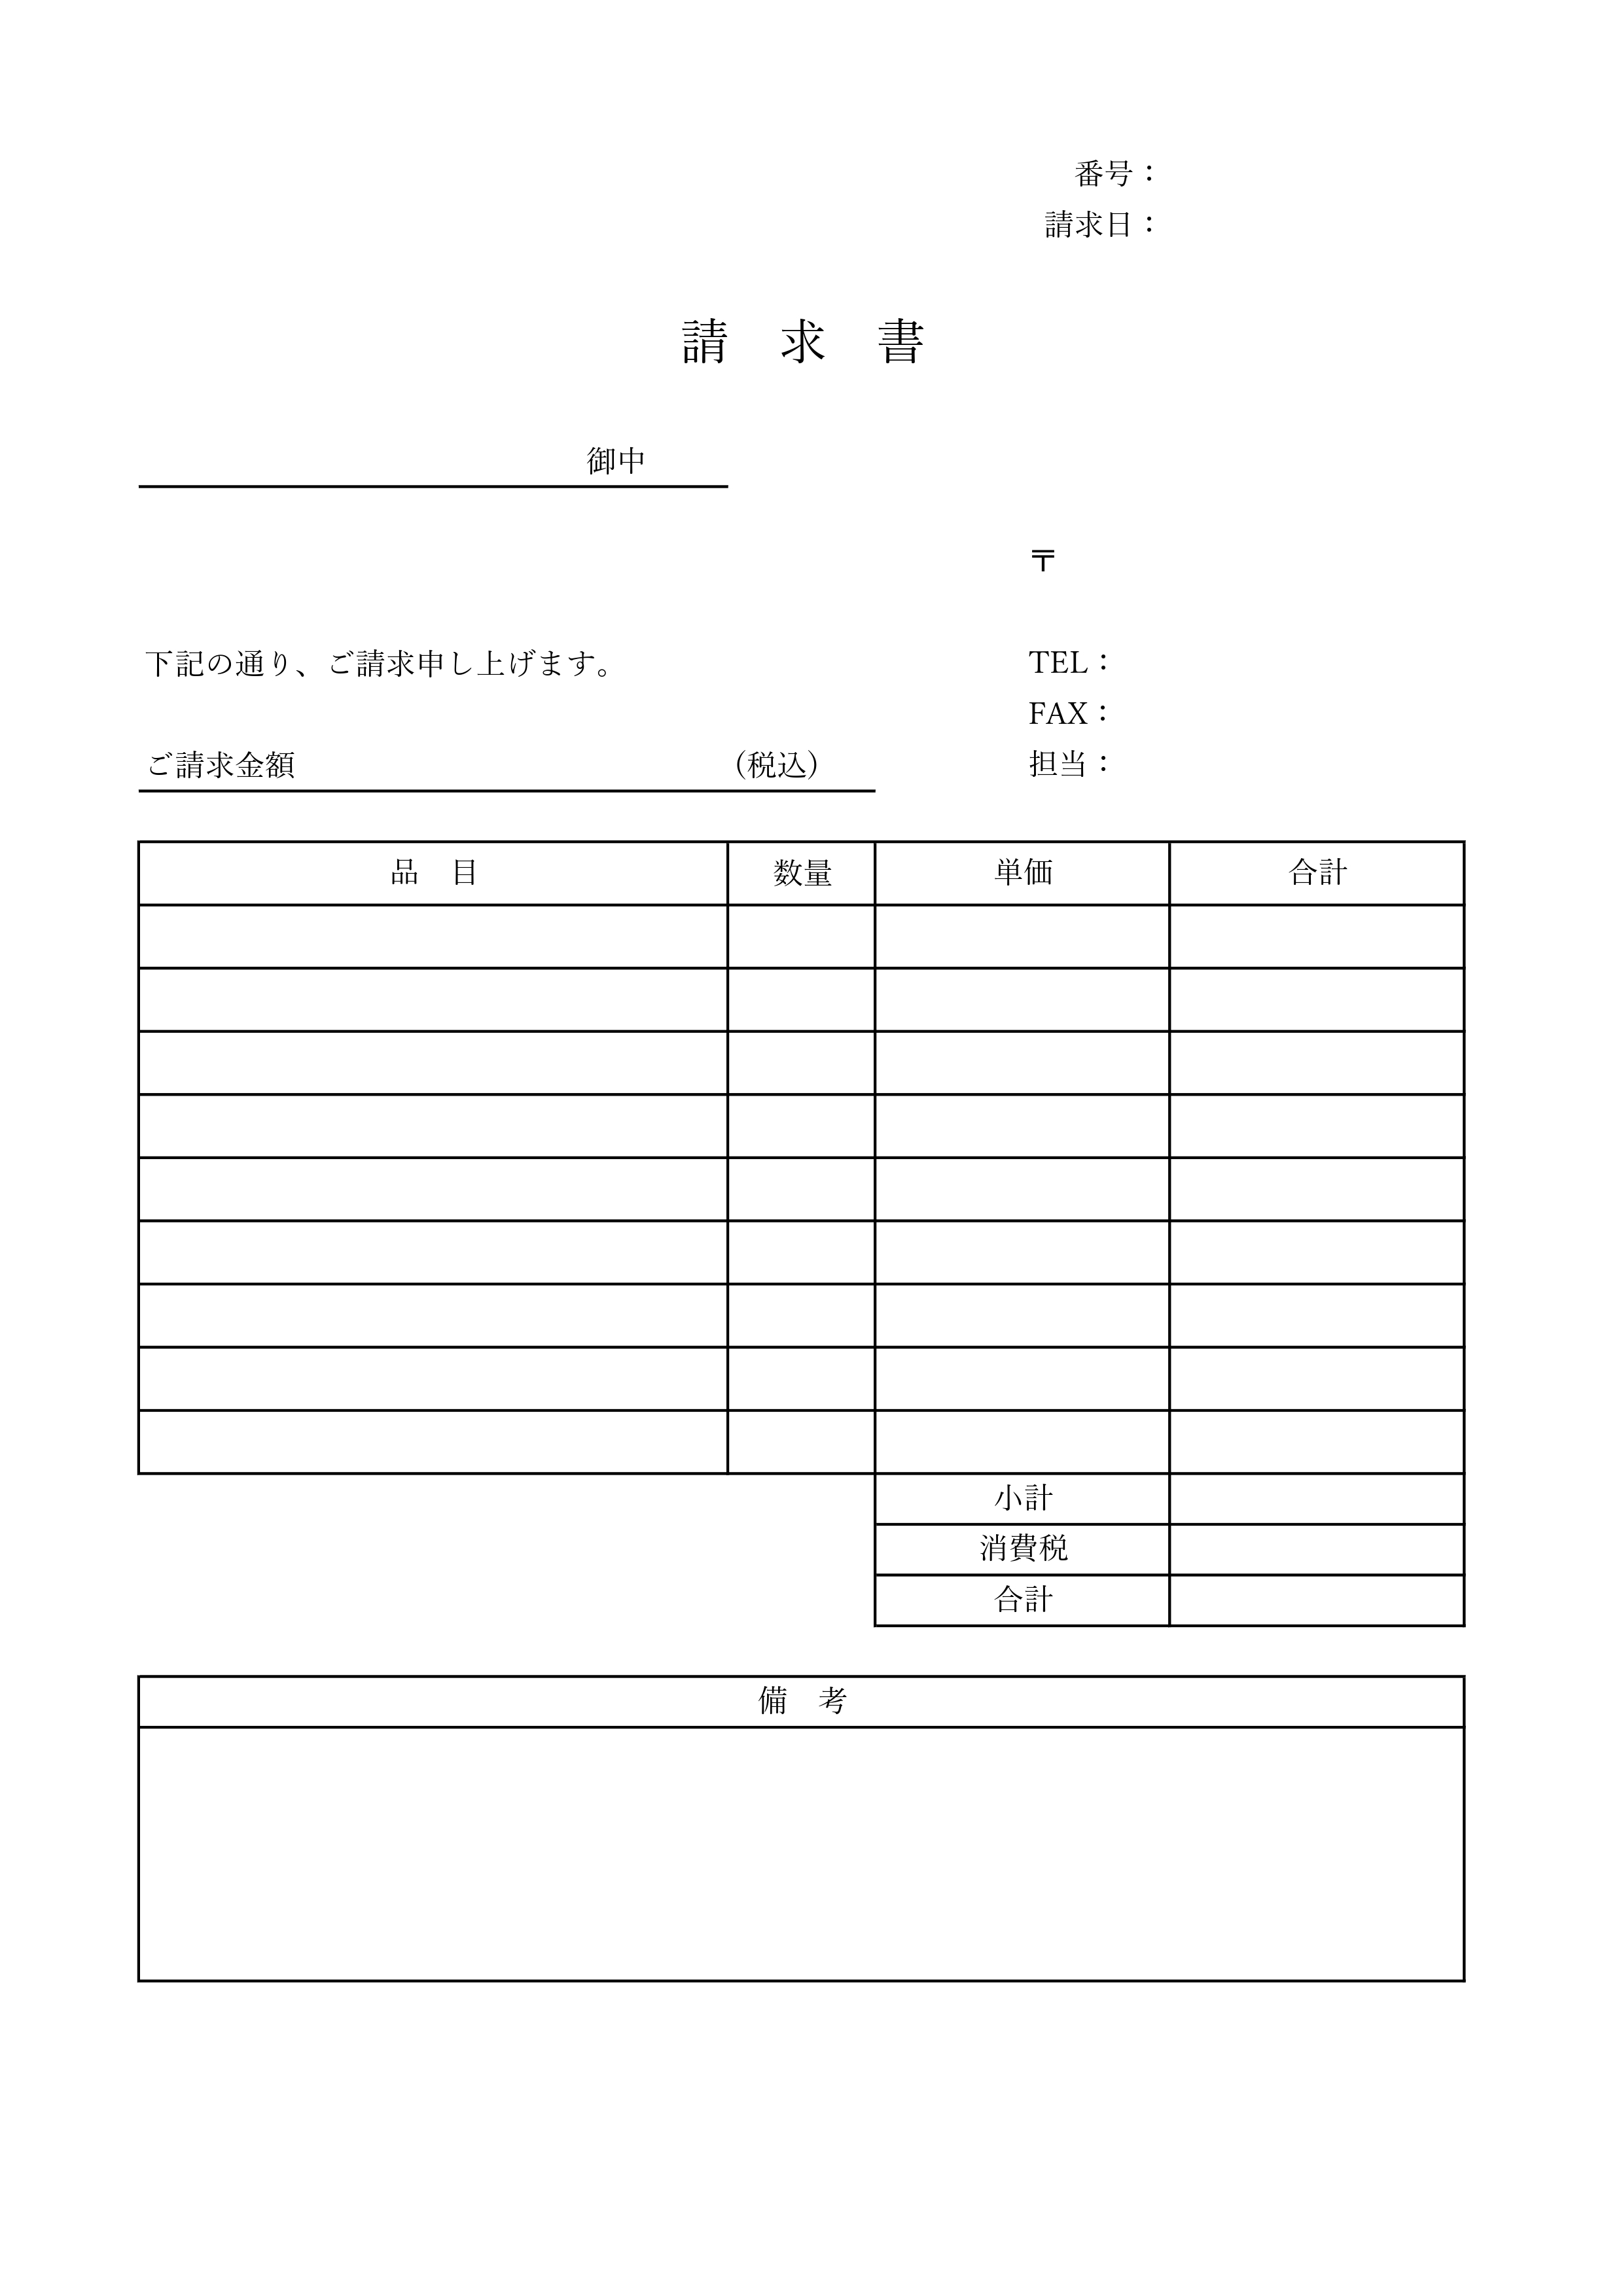 番号：
請求日：
請　求　書
御中
〒
下記の通り、ご請求申し上げます。
TEL：
FAX：
ご請求金額
（税込）
担当：
品　目
数量
単価
合計
小計
消費税
合計
備　考